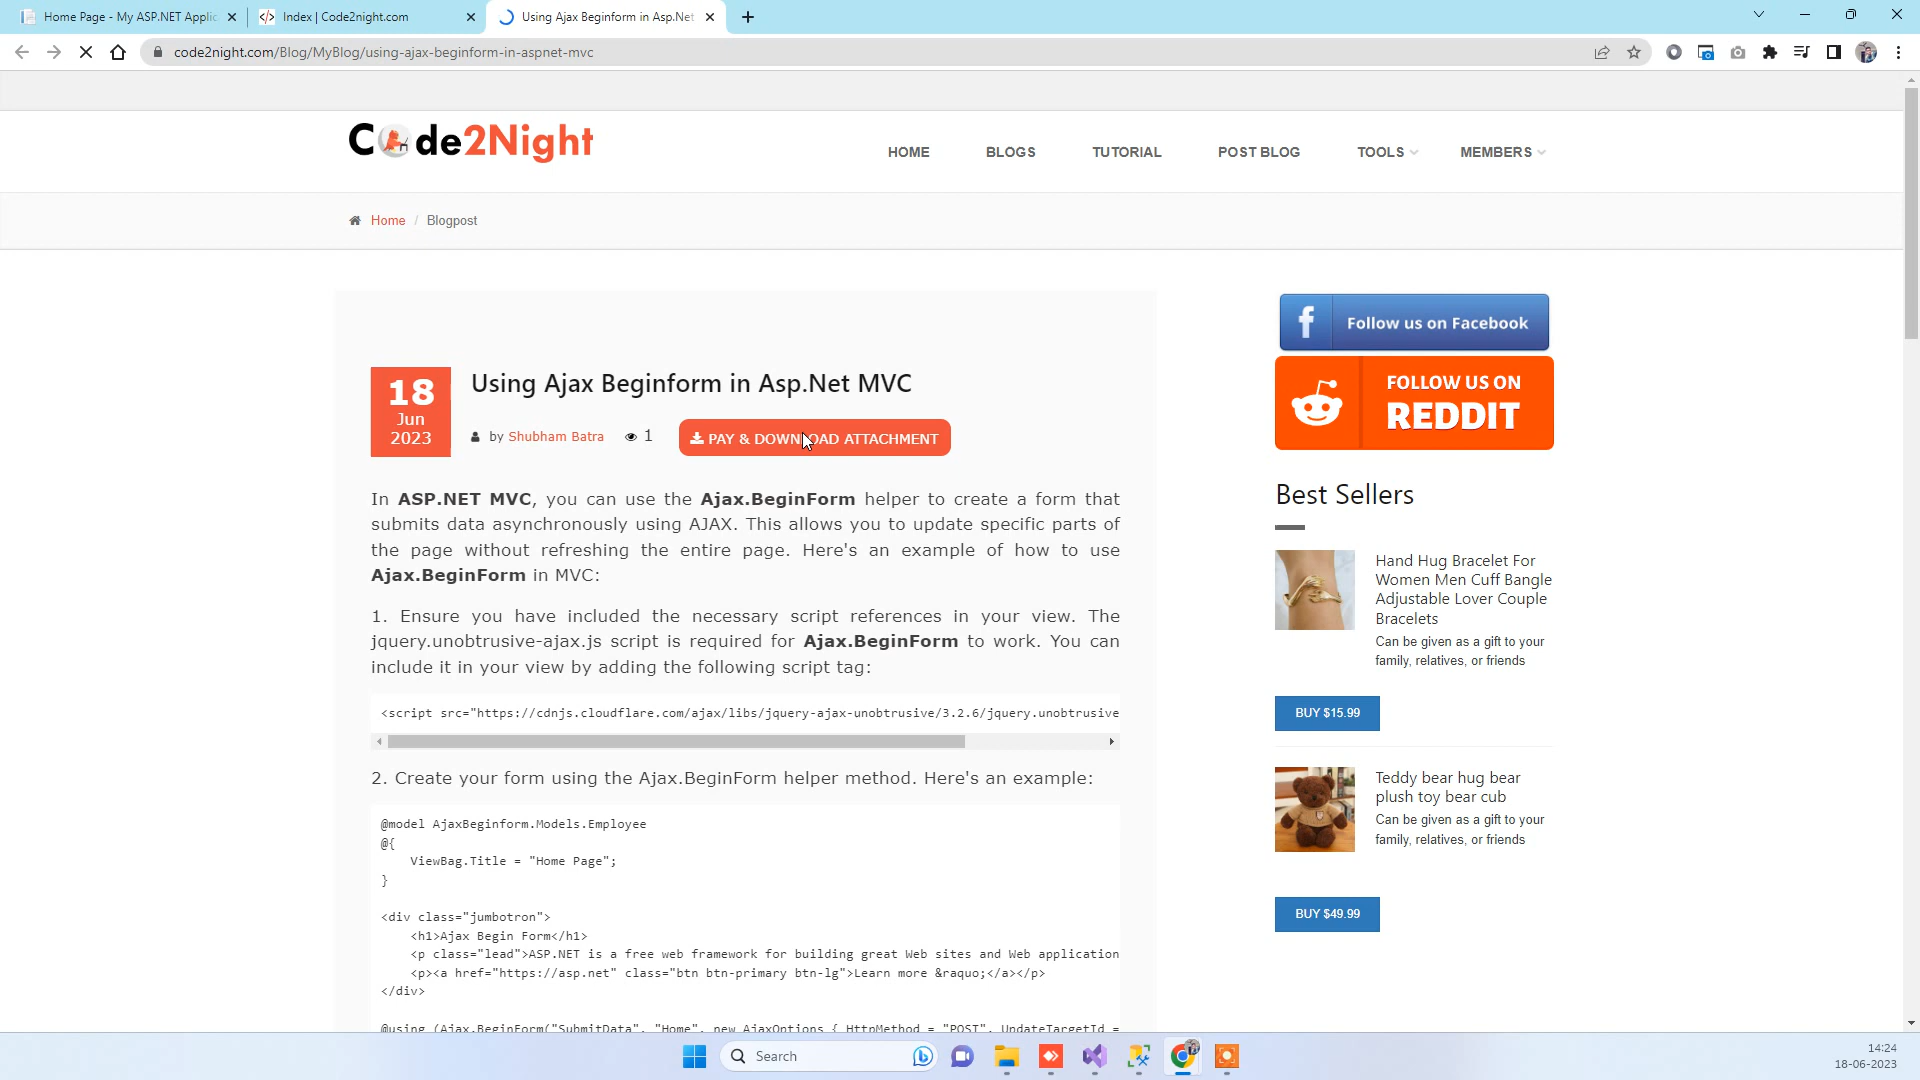 Home Page - My ASP.NET Applic
Index | Code2night.com
Using Ajax Beginform in Asp.Net
code2night.com/Blog/MyBlog/using-ajax-beginform-in-aspnet-mvc
Code2Night
HOME
BLOGS
TUTORIAL
POST BLOG
TOOLS
MEMBERS
Home / Blogpost
18
Jun
2023
Using Ajax Beginform in Asp.Net MVC
by Shubham Batra
1
PAY & DOWNLOAD ATTACHMENT
In ASP.NET MVC, you can use the Ajax.BeginForm helper to create a form that
submits data asynchronously using AJAX. This allows you to update specific parts of
the page without refreshing the entire page. Here's an example of how to use
Ajax.BeginForm in MVC:
1. Ensure you have included the necessary script references in your view. The
jquery.unobtrusive-ajax.js script is required for Ajax.BeginForm to work. You can
include it in your view by adding the following script tag:
<script src="https://cdnjs.cloudflare.com/ajax/libs/jquery-ajax-unobtrusive/3.2.6/jquery.unobtrusive
2. Create your form using the Ajax.BeginForm helper method. Here's an example:
@model AjaxBeginform.Models.Employee
@{
ViewBag.Title = "Home Page";
}
<div class="jumbotron">
<h1>Ajax Begin Form</h1>
<p class="lead">ASP.NET is a free web framework for building great Web sites and Web application
<p><a href="https://asp.net" class="btn btn-primary btn-lg">Learn more &raquo;</a></p>
</div>
@using (Ajax.BeginForm("SubmitData", "Home", new AjaxOptions { HttpMethod = "POST", UpdateTargetId =
Follow us on Facebook
FOLLOW US ON
REDDIT
Best Sellers
Hand Hug Bracelet For
Women Men Cuff Bangle
Adjustable Lover Couple
Bracelets
Can be given as a gift to your
family, relatives, or friends
BUY $15.99
Teddy bear hug bear
plush toy bear cub
Can be given as a gift to your
family, relatives, or friends
BUY $49.99
Search
14:24
18-06-2023